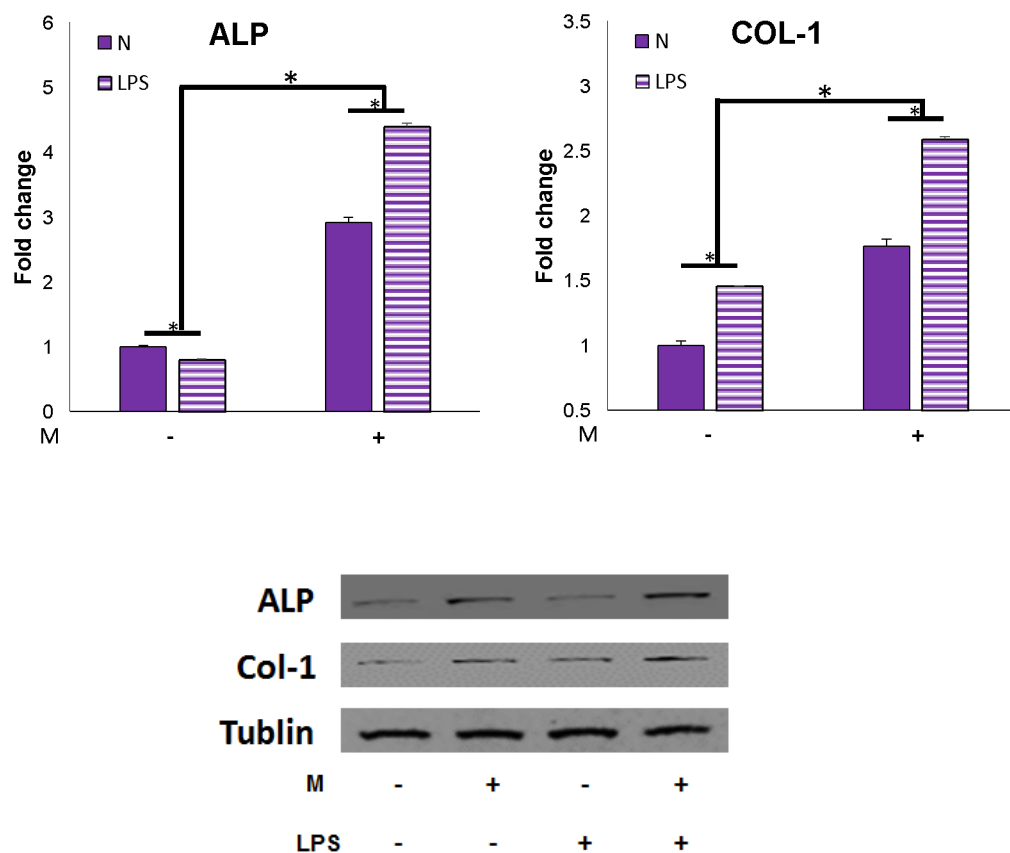 ALP
N
LPS
*
*
*
Fold change
6
5
4
3
2
1
0
M - +
COL-1
N
LPS
*
*
*
Fold change
3.5
3
2.5
2
1.5
1
0.5
M - +
ALP
Col-1
Tublin
M - + - +
LPS - - + +